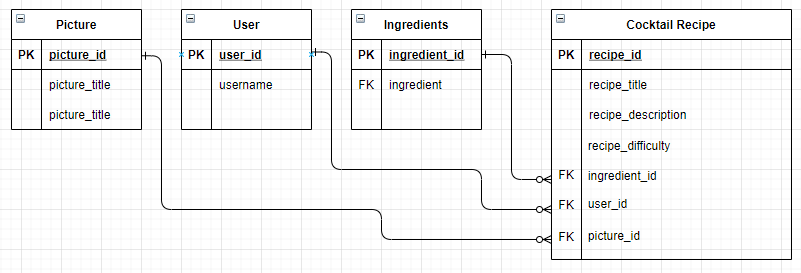 Picture
PK picture_id
picture_title
picture_title
User
PK user_id
username
Ingredients
PK ingredient_id
FK ingredient
Cocktail Recipe
PK recipe_id
recipe_title
recipe_description
recipe_difficulty
FK ingredient_id
FK user_id
FK picture_id